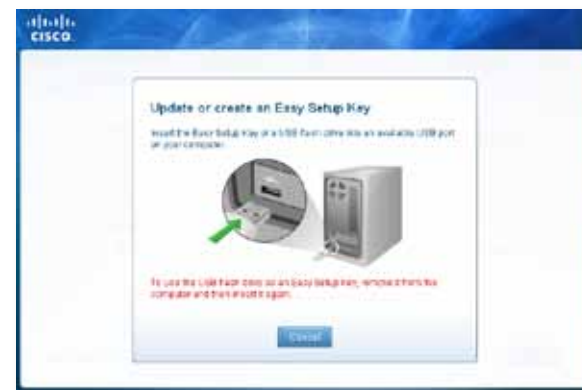 CISCO
Update or create an Easy Setup Key
Insert the Easy Setup Key or a USB flash drive into an available USB port
on your computer.
To use the USB flash drive as an Easy Setup Key, remove it from the
computer and then insert it again.
Cancel